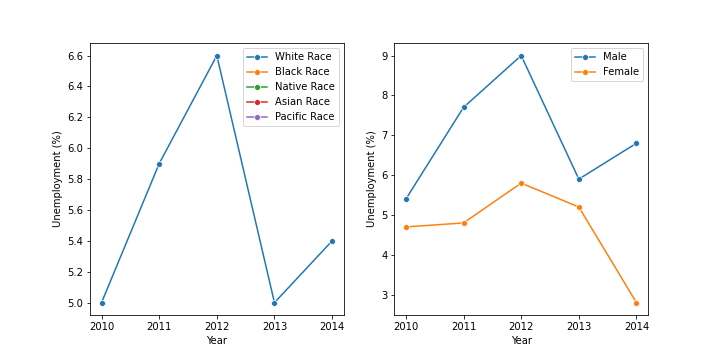 White Race
Black Race
Native Race
Asian Race
Pacific Race
6.6
6.4
6.2
6.0
5.8
5.6
5.4
5.2
5.0
Unemployment (%)
2010 2011 2012 2013 2014
Year
Male
Female
9
8
7
6
5
4
3
Unemployment (%)
2010 2011 2012 2013 2014
Year